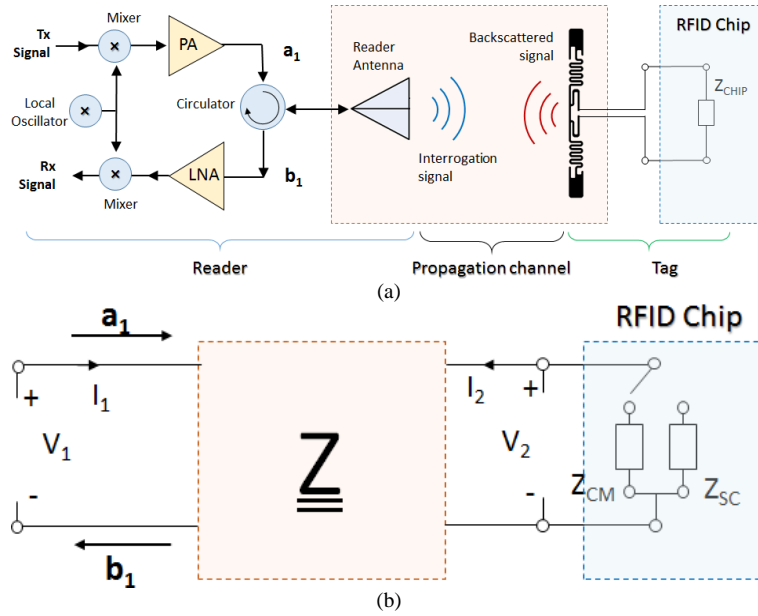 Mixer
RFID Chip
Tx
Signal
×
PA
a1
Reader
Antenna
Backscattered
signal
Local
Oscillator
×
Circulator
ZCHIP
Interrogation
signal
Rx
Signal
×
LNA
b1
Mixer
Reader
Propagation channel
Tag
(a)
a1
RFID Chip
I1
I2
+
+
V1
Z
V2
ZCM
ZSC
-
-
b1
(b)